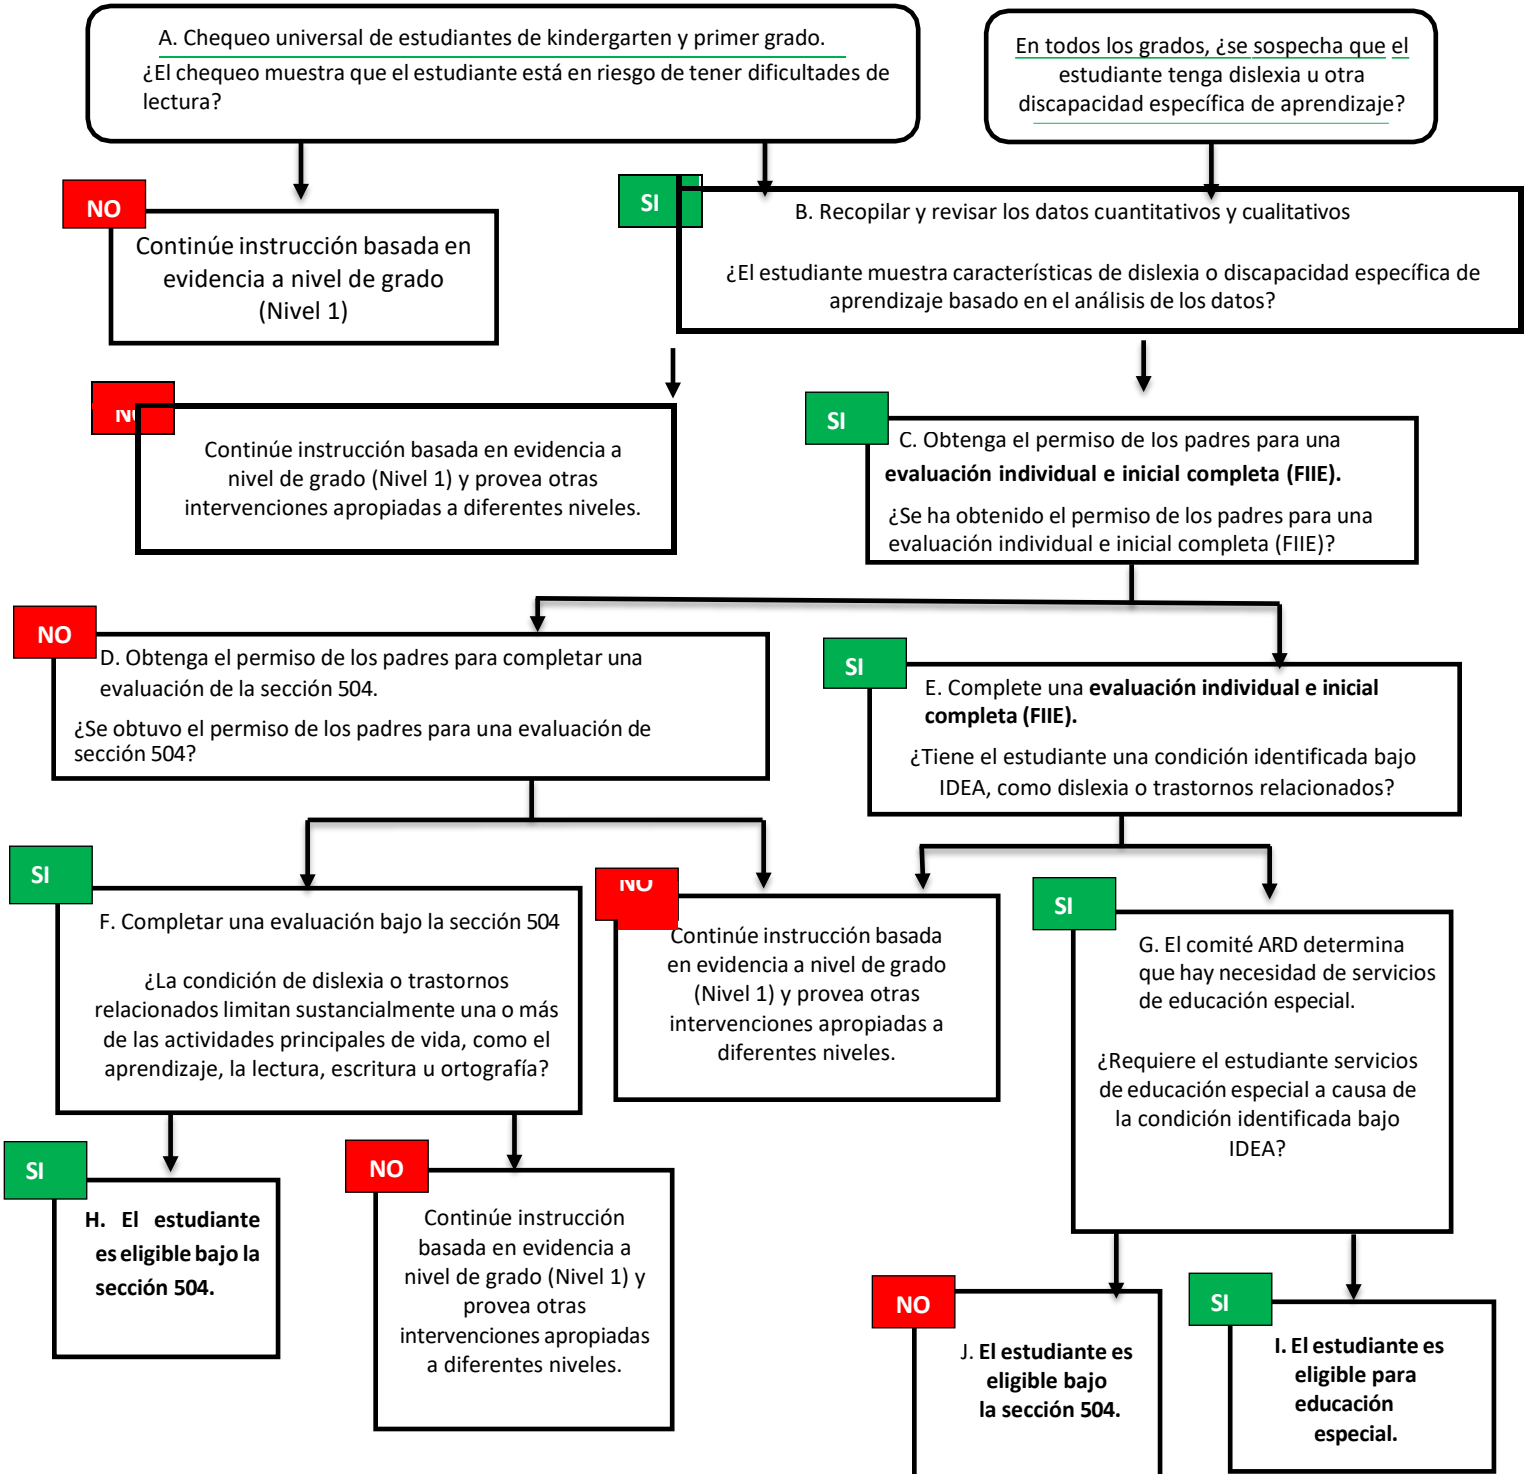 A. Chequeo universal de estudiantes de kindergarten y primer grado.
¿El chequeo muestra que el estudiante está en riesgo de tener dificultades de
lectura?
En todos los grados, ¿se sospecha que el
estudiante tenga dislexia u otra
discapacidad específica de aprendizaje?
NO
Continúe instrucción basada en
evidencia a nivel de grado
(Nivel 1)
SI
B. Recopilar y revisar los datos cuantitativos y cualitativos
¿El estudiante muestra características de dislexia o discapacidad específica de
aprendizaje basado en el análisis de los datos?
NO
Continúe instrucción basada en evidencia a
nivel de grado (Nivel 1) y provea otras
intervenciones apropiadas a diferentes niveles.
SI
C. Obtenga el permiso de los padres para una
evaluación individual e inicial completa (FIIE).
¿Se ha obtenido el permiso de los padres para una
evaluación individual e inicial completa (FIIE)?
NO
D. Obtenga el permiso de los padres para completar una
evaluación de la sección 504.
¿Se obtuvo el permiso de los padres para una evaluación de
sección 504?
SI
E. Complete una evaluación individual e inicial
completa (FIIE).
¿Tiene el estudiante una condición identificada bajo
IDEA, como dislexia o trastornos relacionados?
SI
F. Completar una evaluación bajo la sección 504
¿La condición de dislexia o trastornos
relacionados limitan sustancialmente una o más
de las actividades principales de vida, como el
aprendizaje, la lectura, escritura u ortografía?
NO
Continúe instrucción basada
en evidencia a nivel de grado
(Nivel 1) y provea otras
intervenciones apropiadas a
diferentes niveles.
SI
G. El comité ARD determina
que hay necesidad de servicios
de educación especial.
¿Requiere el estudiante servicios
de educación especial a causa de
la condición identificada bajo
IDEA?
SI
H. El estudiante
es eligible bajo la
sección 504.
NO
Continúe instrucción
basada en evidencia a
nivel de grado (Nivel 1) y
provea otras
intervenciones apropiadas
a diferentes niveles.
NO
J. El estudiante es
eligible bajo
la sección 504.
SI
I. El estudiante es
eligible para
educación
especial.